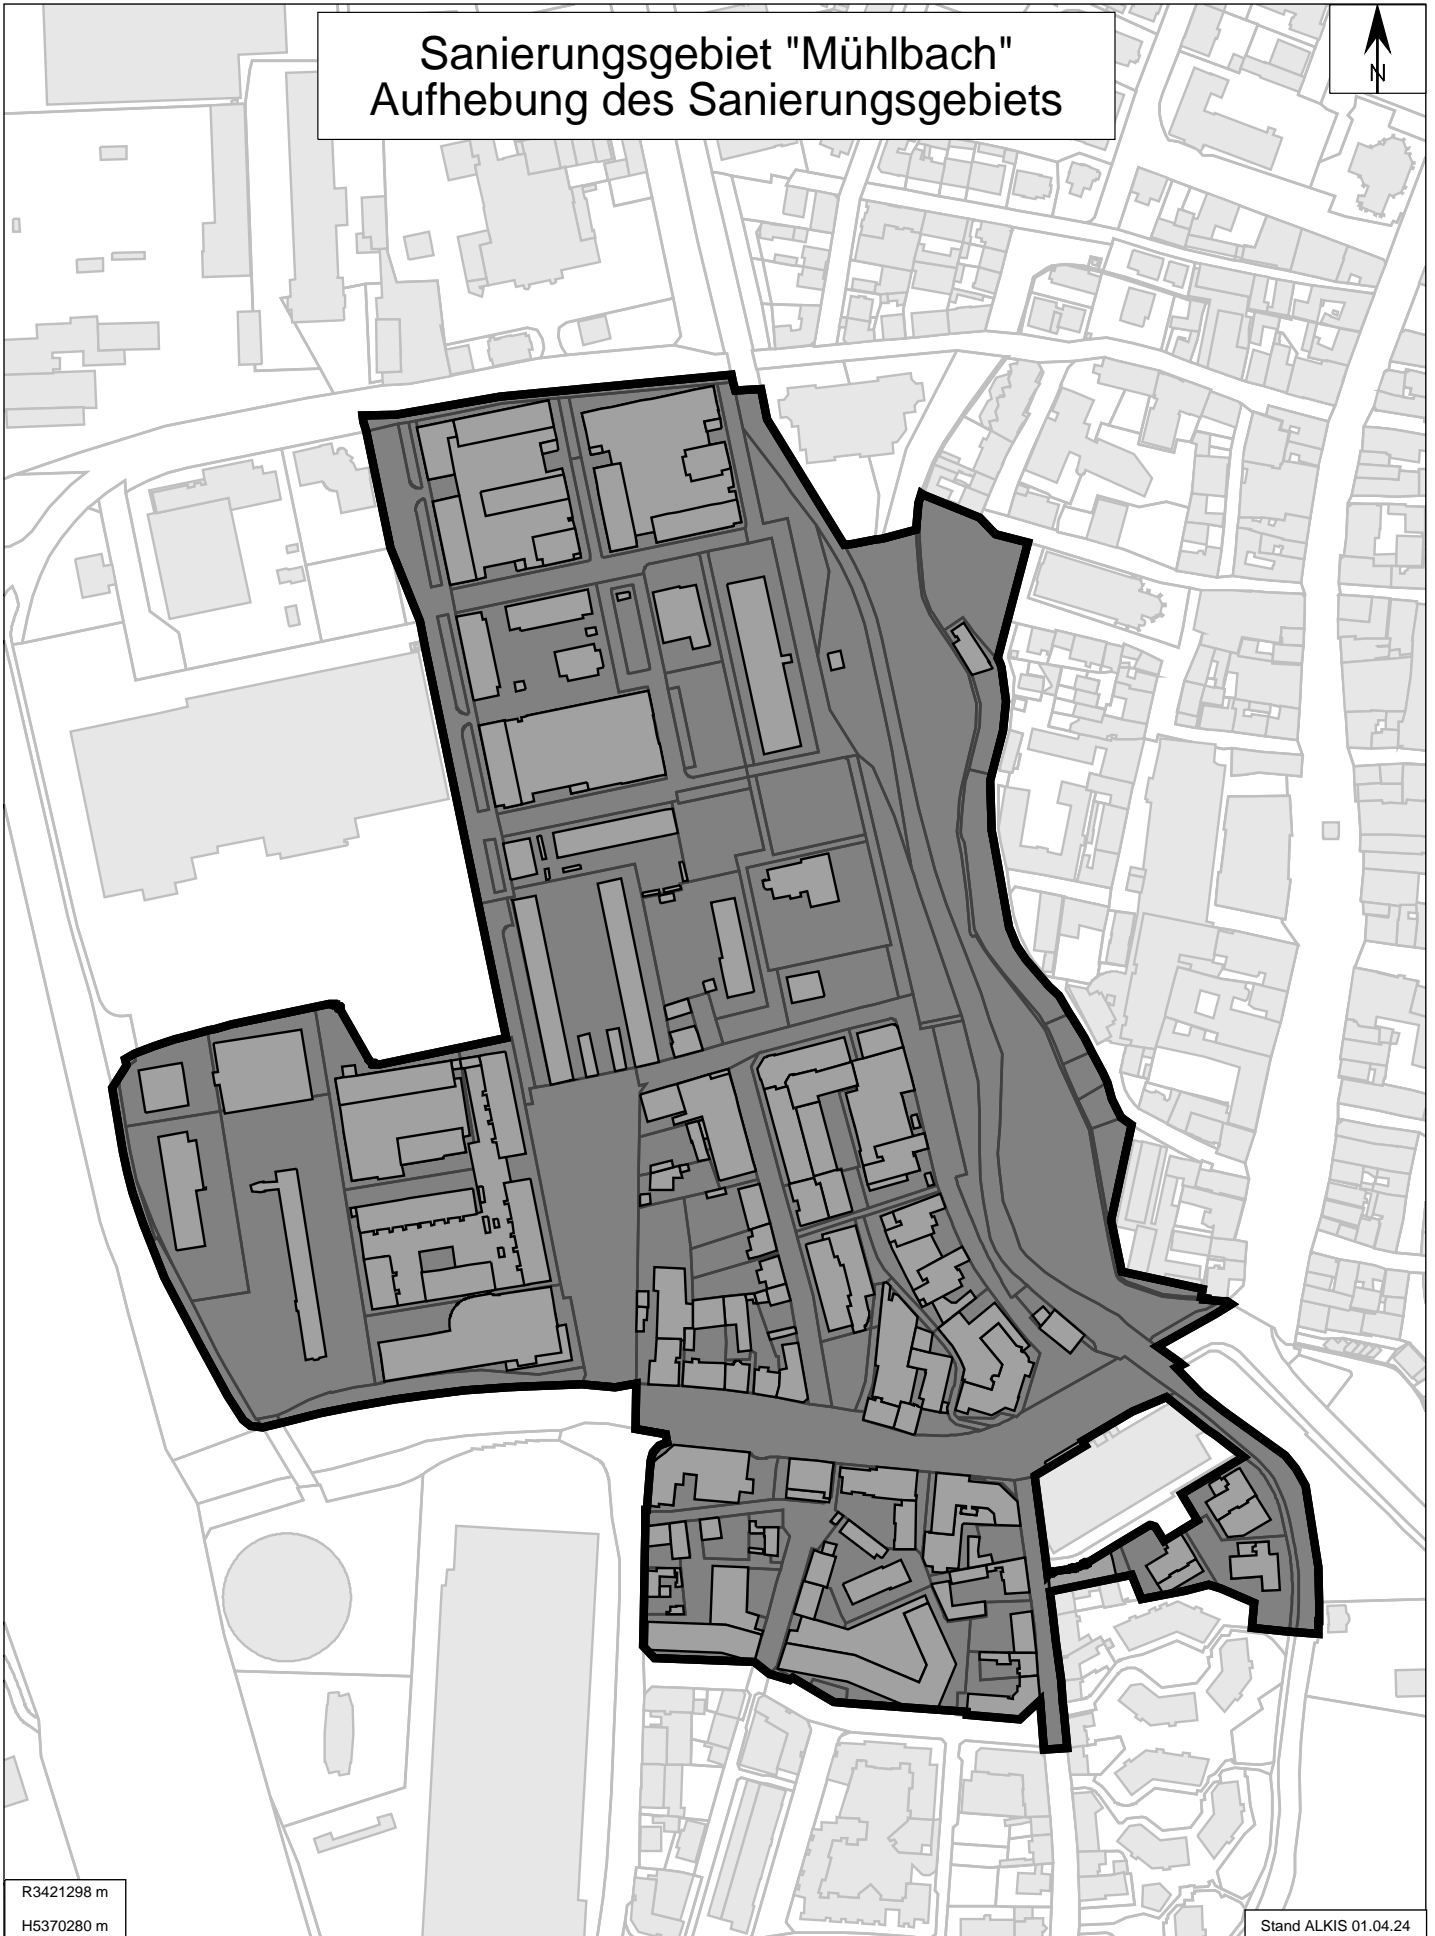 Sanierungsgebiet "Mühlbach"
Aufhebung des Sanierungsgebiets
N
R3421298 m
H5370280 m
Stand ALKIS 01.04.24